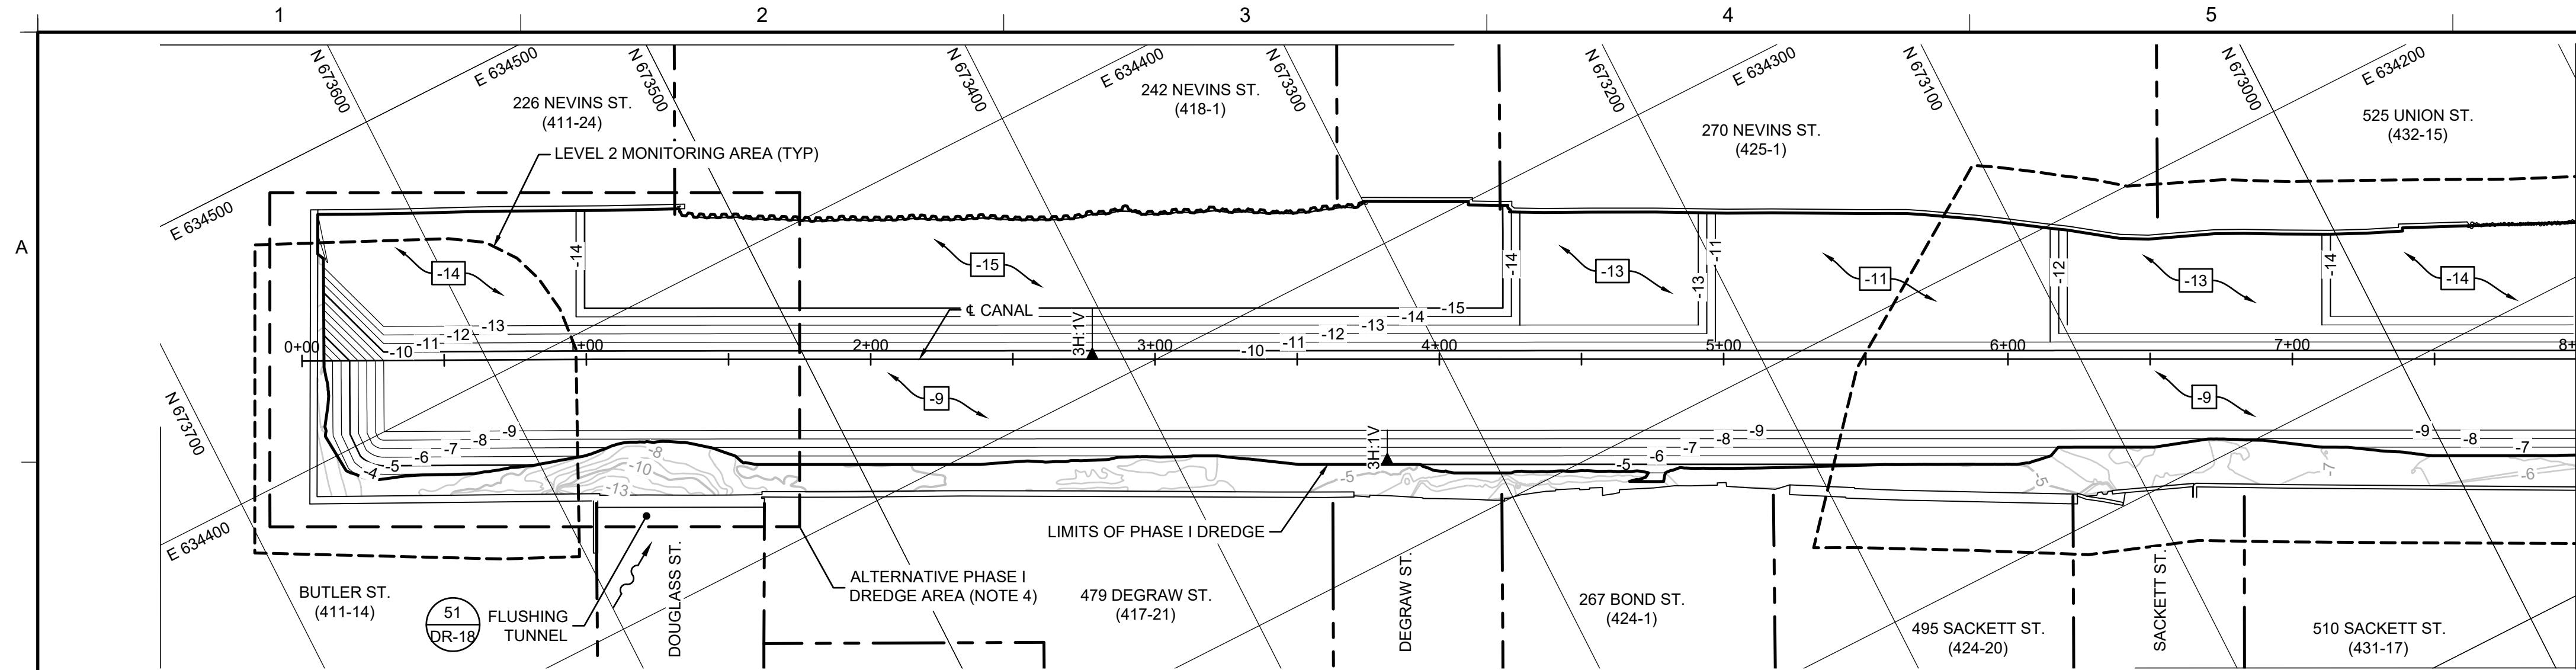 1
2
3
4
5
N 673600
E 634500
N 673500
N 673400
E 634400
N 673300
N 673200
E 634300
N 673100
N 673000
E 634200
226 NEVINS ST.
(411-24)
242 NEVINS ST.
(418-1)
270 NEVINS ST.
(425-1)
525 UNION ST.
(432-15)
LEVEL 2 MONITORING AREA (TYP)
E 634500
A
-14
-14
-15
-14
-13
-13
-11
-11
-12
-13
-14
-14
℄ CANAL
-15
-14
-13
-12
-11
-10
-13
-12
-11
-10
3H:1V
0+00
+00
2+00
3+00
4+00
5+00
6+00
7+00
8+
-9
-9
N 673700
-9
-8
-7
-6
-5
-4
-8
-10
-13
3H:1V
-9
-8
-7
-6
-5
-5
-9
-8
-7
-5
-7
-6
E 634400
LIMITS OF PHASE I DREDGE
BUTLER ST.
(411-14)
51
DR-18
FLUSHING
TUNNEL
DOUGLASS ST.
ALTERNATIVE PHASE I
DREDGE AREA (NOTE 4)
479 DEGRAW ST.
(417-21)
DEGRAW ST.
267 BOND ST.
(424-1)
495 SACKETT ST.
(424-20)
SACKETT ST.
510 SACKETT ST.
(431-17)